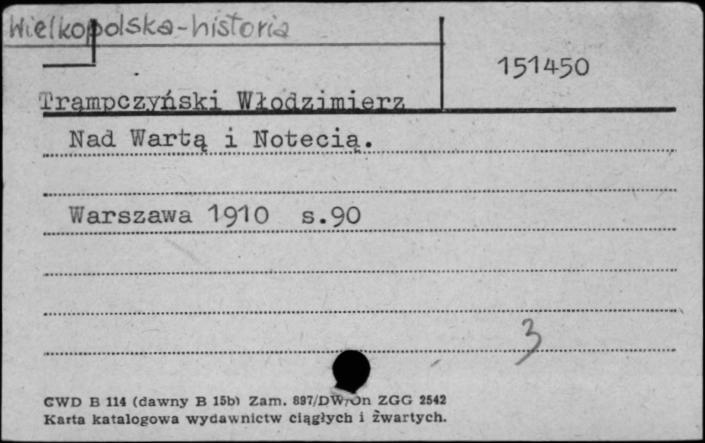 Wielkopolska-historia
151450
Trąmpczyński Włodzimierz
Nad Wartą i Notecią.
Warszawa 1910 s.90
3
CWD B 114 (dawny B 15b) Zam. 897/DW/On ZGG 2542
Karta katalogowa wydawnictw ciągłych i zwartych.